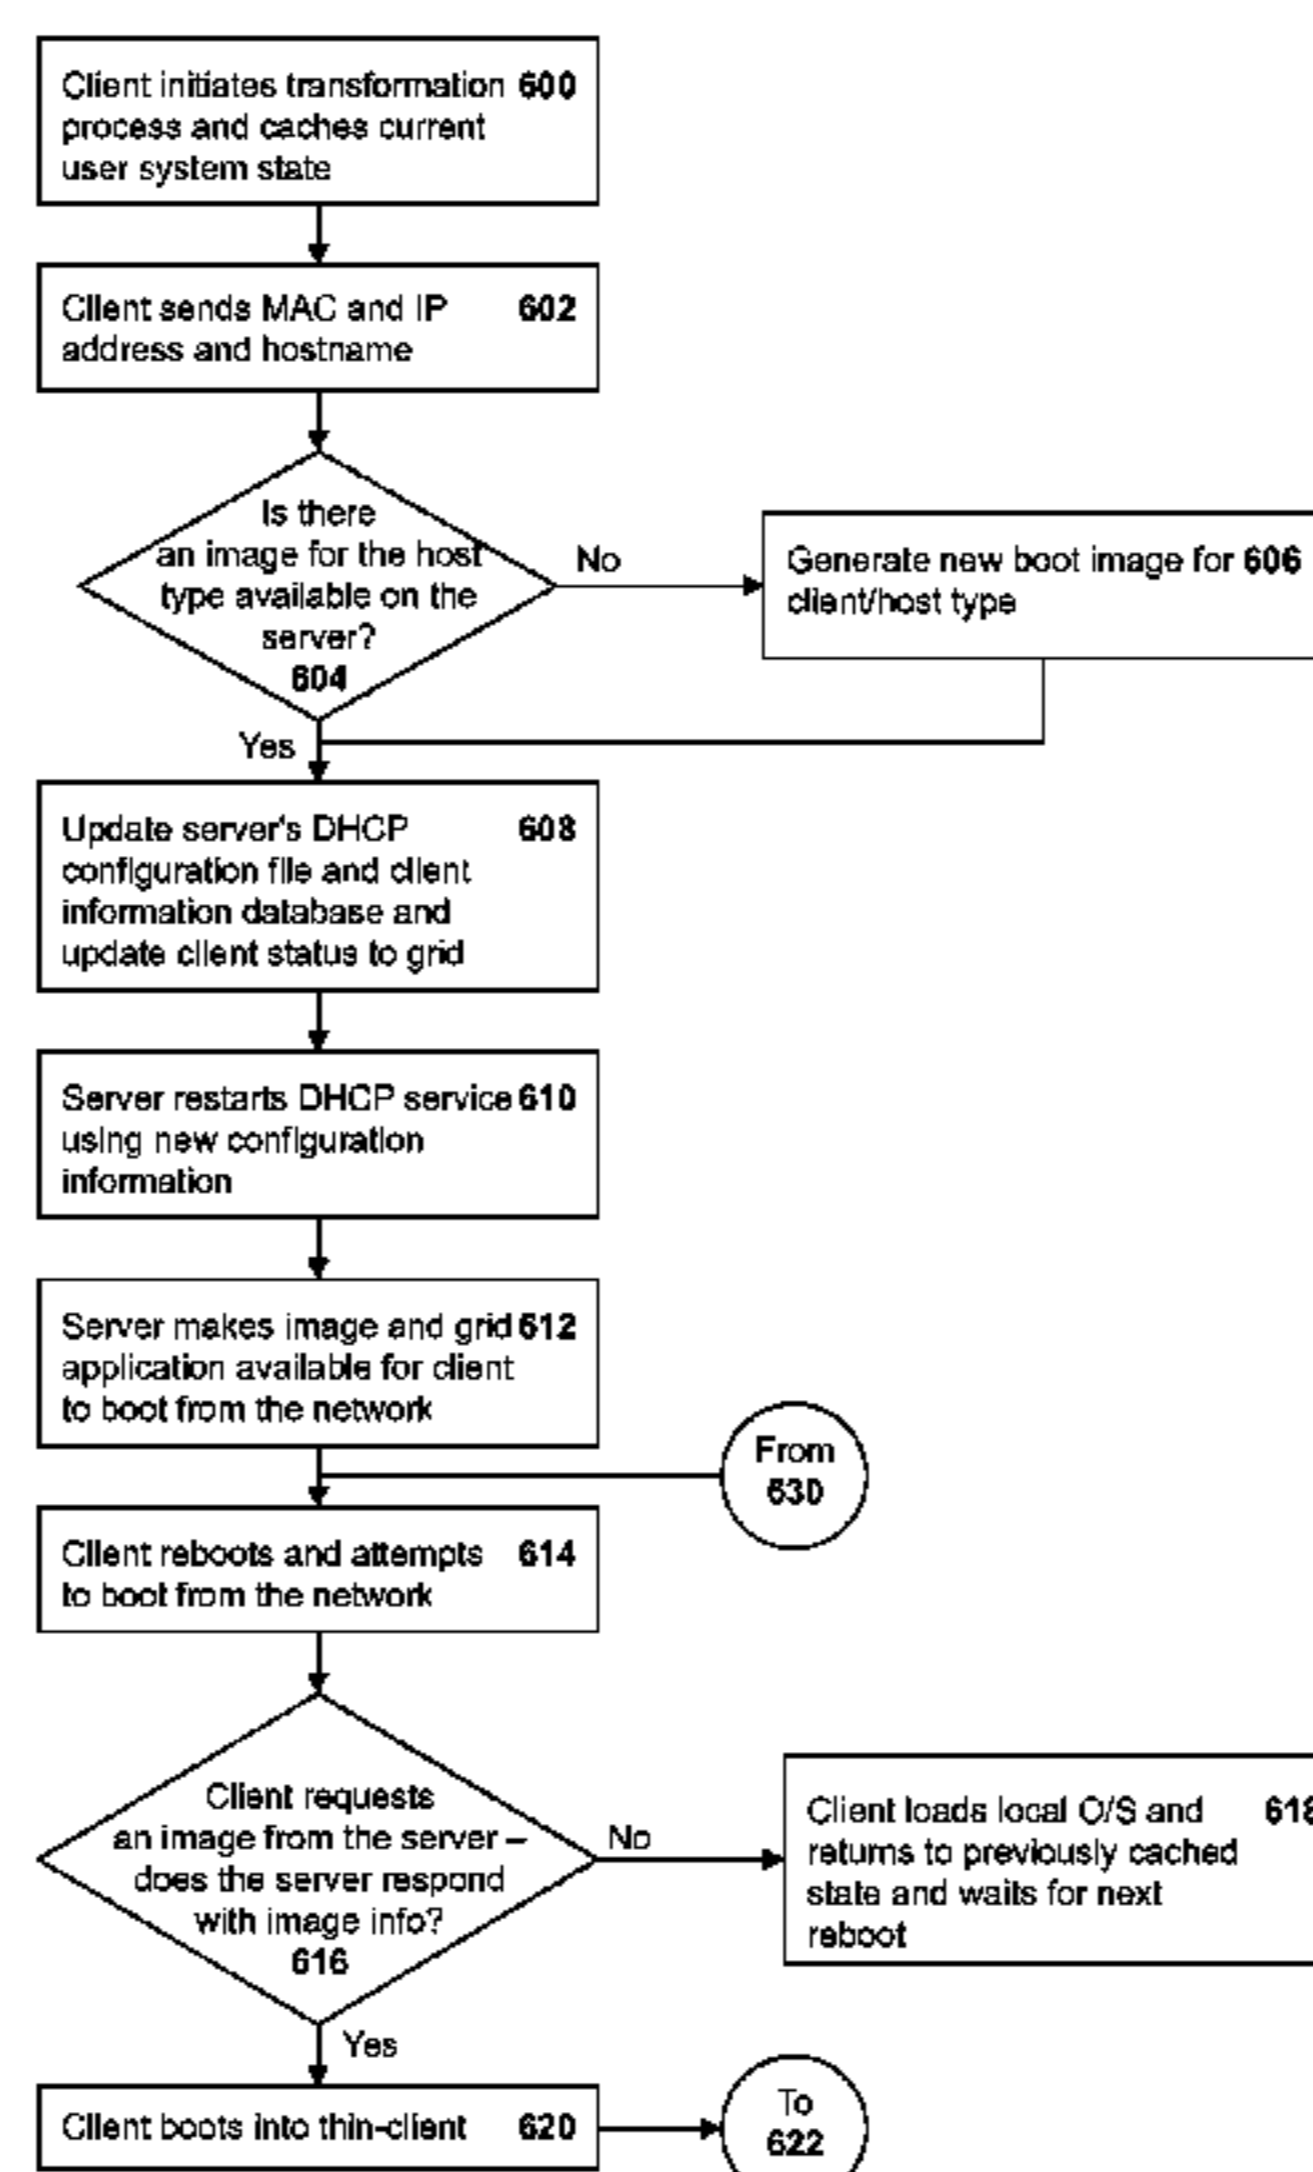 Client initiates transformation 600
process and caches current
user system state
Client sends MAC and IP 602
address and hostname
Is there
an image for the host
type available on the
server?
604
No
Generate new boot image for 606
client/host type
Yes
Update server's DHCP 608
configuration file and client
information database and
update client status to grid
Server restarts DHCP service 610
using new configuration
information
Server makes image and grid 612
application available for client
to boot from the network
From
630
Client reboots and attempts 614
to boot from the network
Client requests
an image from the server –
does the server respond
with image info?
616
No
Client loads local O/S and 618
returns to previously cached
state and waits for next
reboot
Yes
Client boots into thin-client 620
To
622